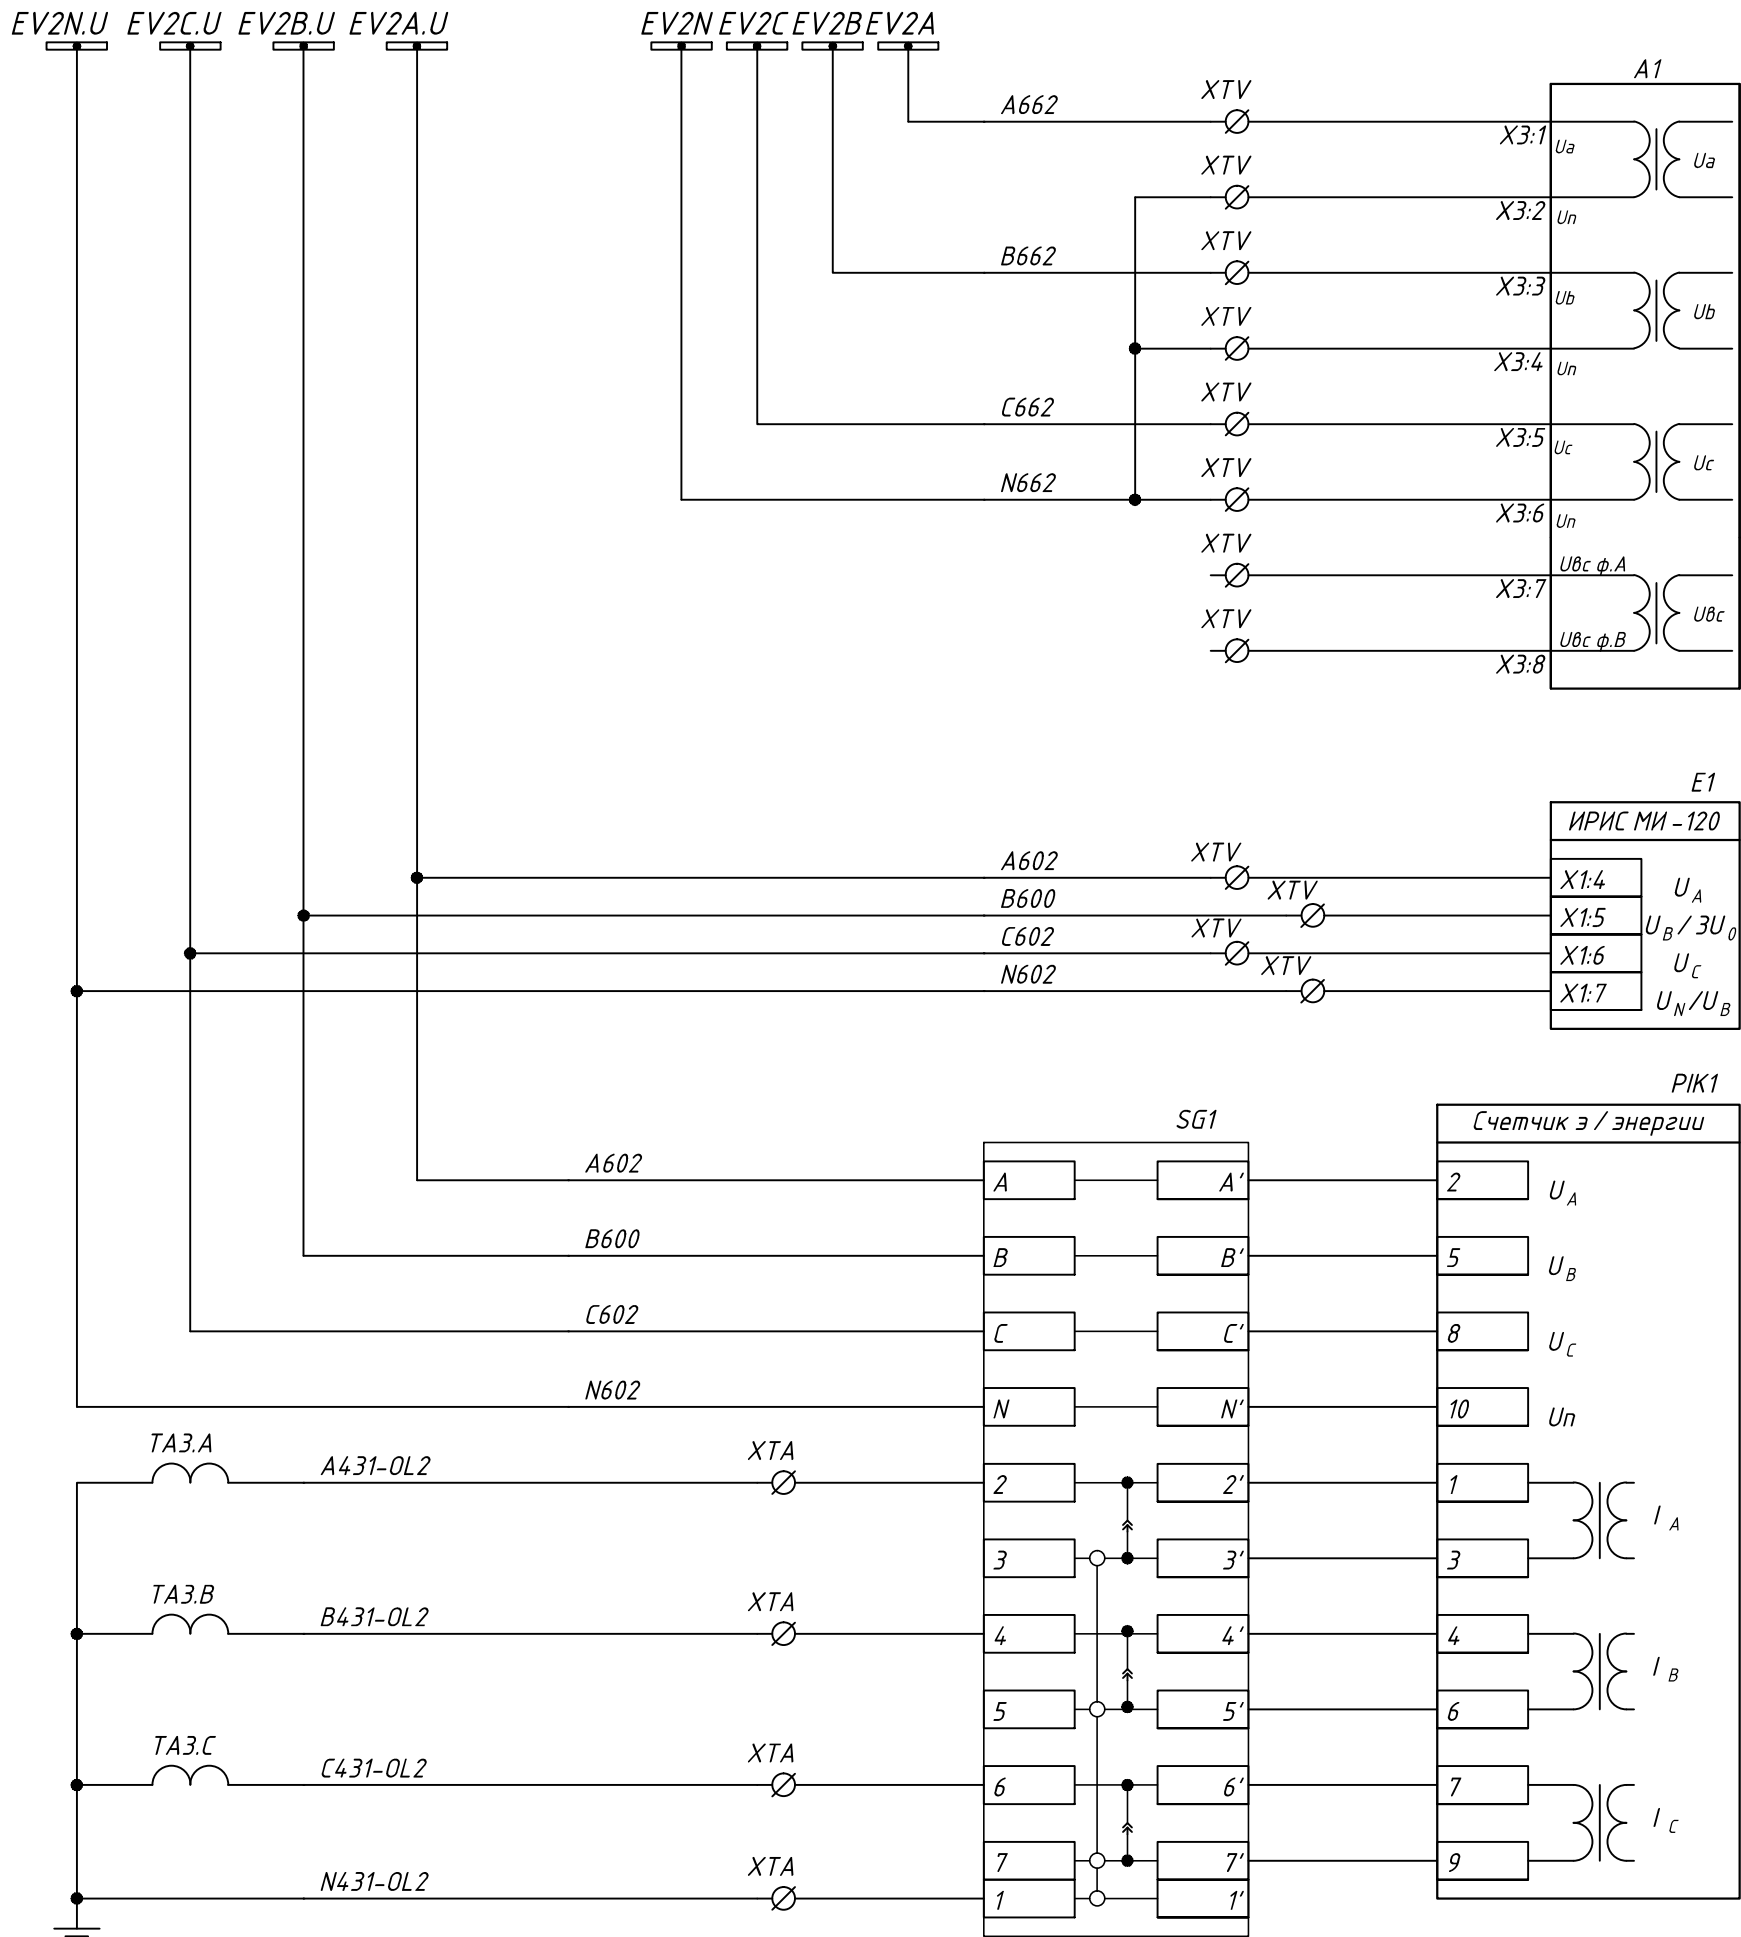 EV2N.U EV2C.U EV2B.U EV2A.U EV2N EV2C EV2B EV2A
A1
A662 XTV X3:1 Ua Ua
XTV X3:2 Un
B662 XTV X3:3 Ub Ub
XTV X3:4 Un
C662 XTV X3:5 Uc Uc
N662 XTV X3:6 Un
XTV X3:7 Uвс ф.А Uвс
XTV X3:8 Uвс ф.В
E1
ИРИС МИ-120
A602 XTV X1:4 UA
B600 XTV X1:5 UB/3U0
C602 XTV X1:6 UC
N602 XTV X1:7 UN/UB
PIK1
SG1
Счетчик э/энергии
A602 A A' 2 UA
B600 B B' 5 UB
C602 C C' 8 UC
N602 N N' 10 Un
TA3.A A431-0L2 XTA 2 2' 1 IA
3 3' 3
TA3.B B431-0L2 XTA 4 4' 4 IB
5 5' 6
TA3.C C431-0L2 XTA 6 6' 7 IC
7 7' 9
N431-0L2 XTA 1 1'